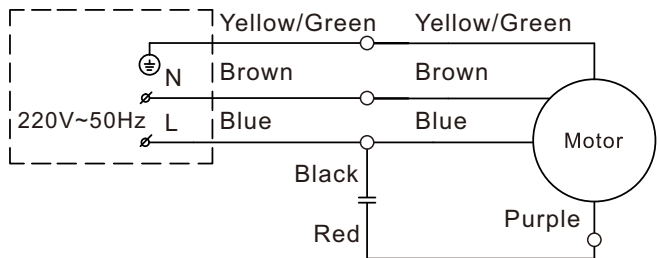 Yellow/Green Yellow/Green
N Brown Brown
220V~50Hz L Blue Blue
Motor
Black
Purple
Red